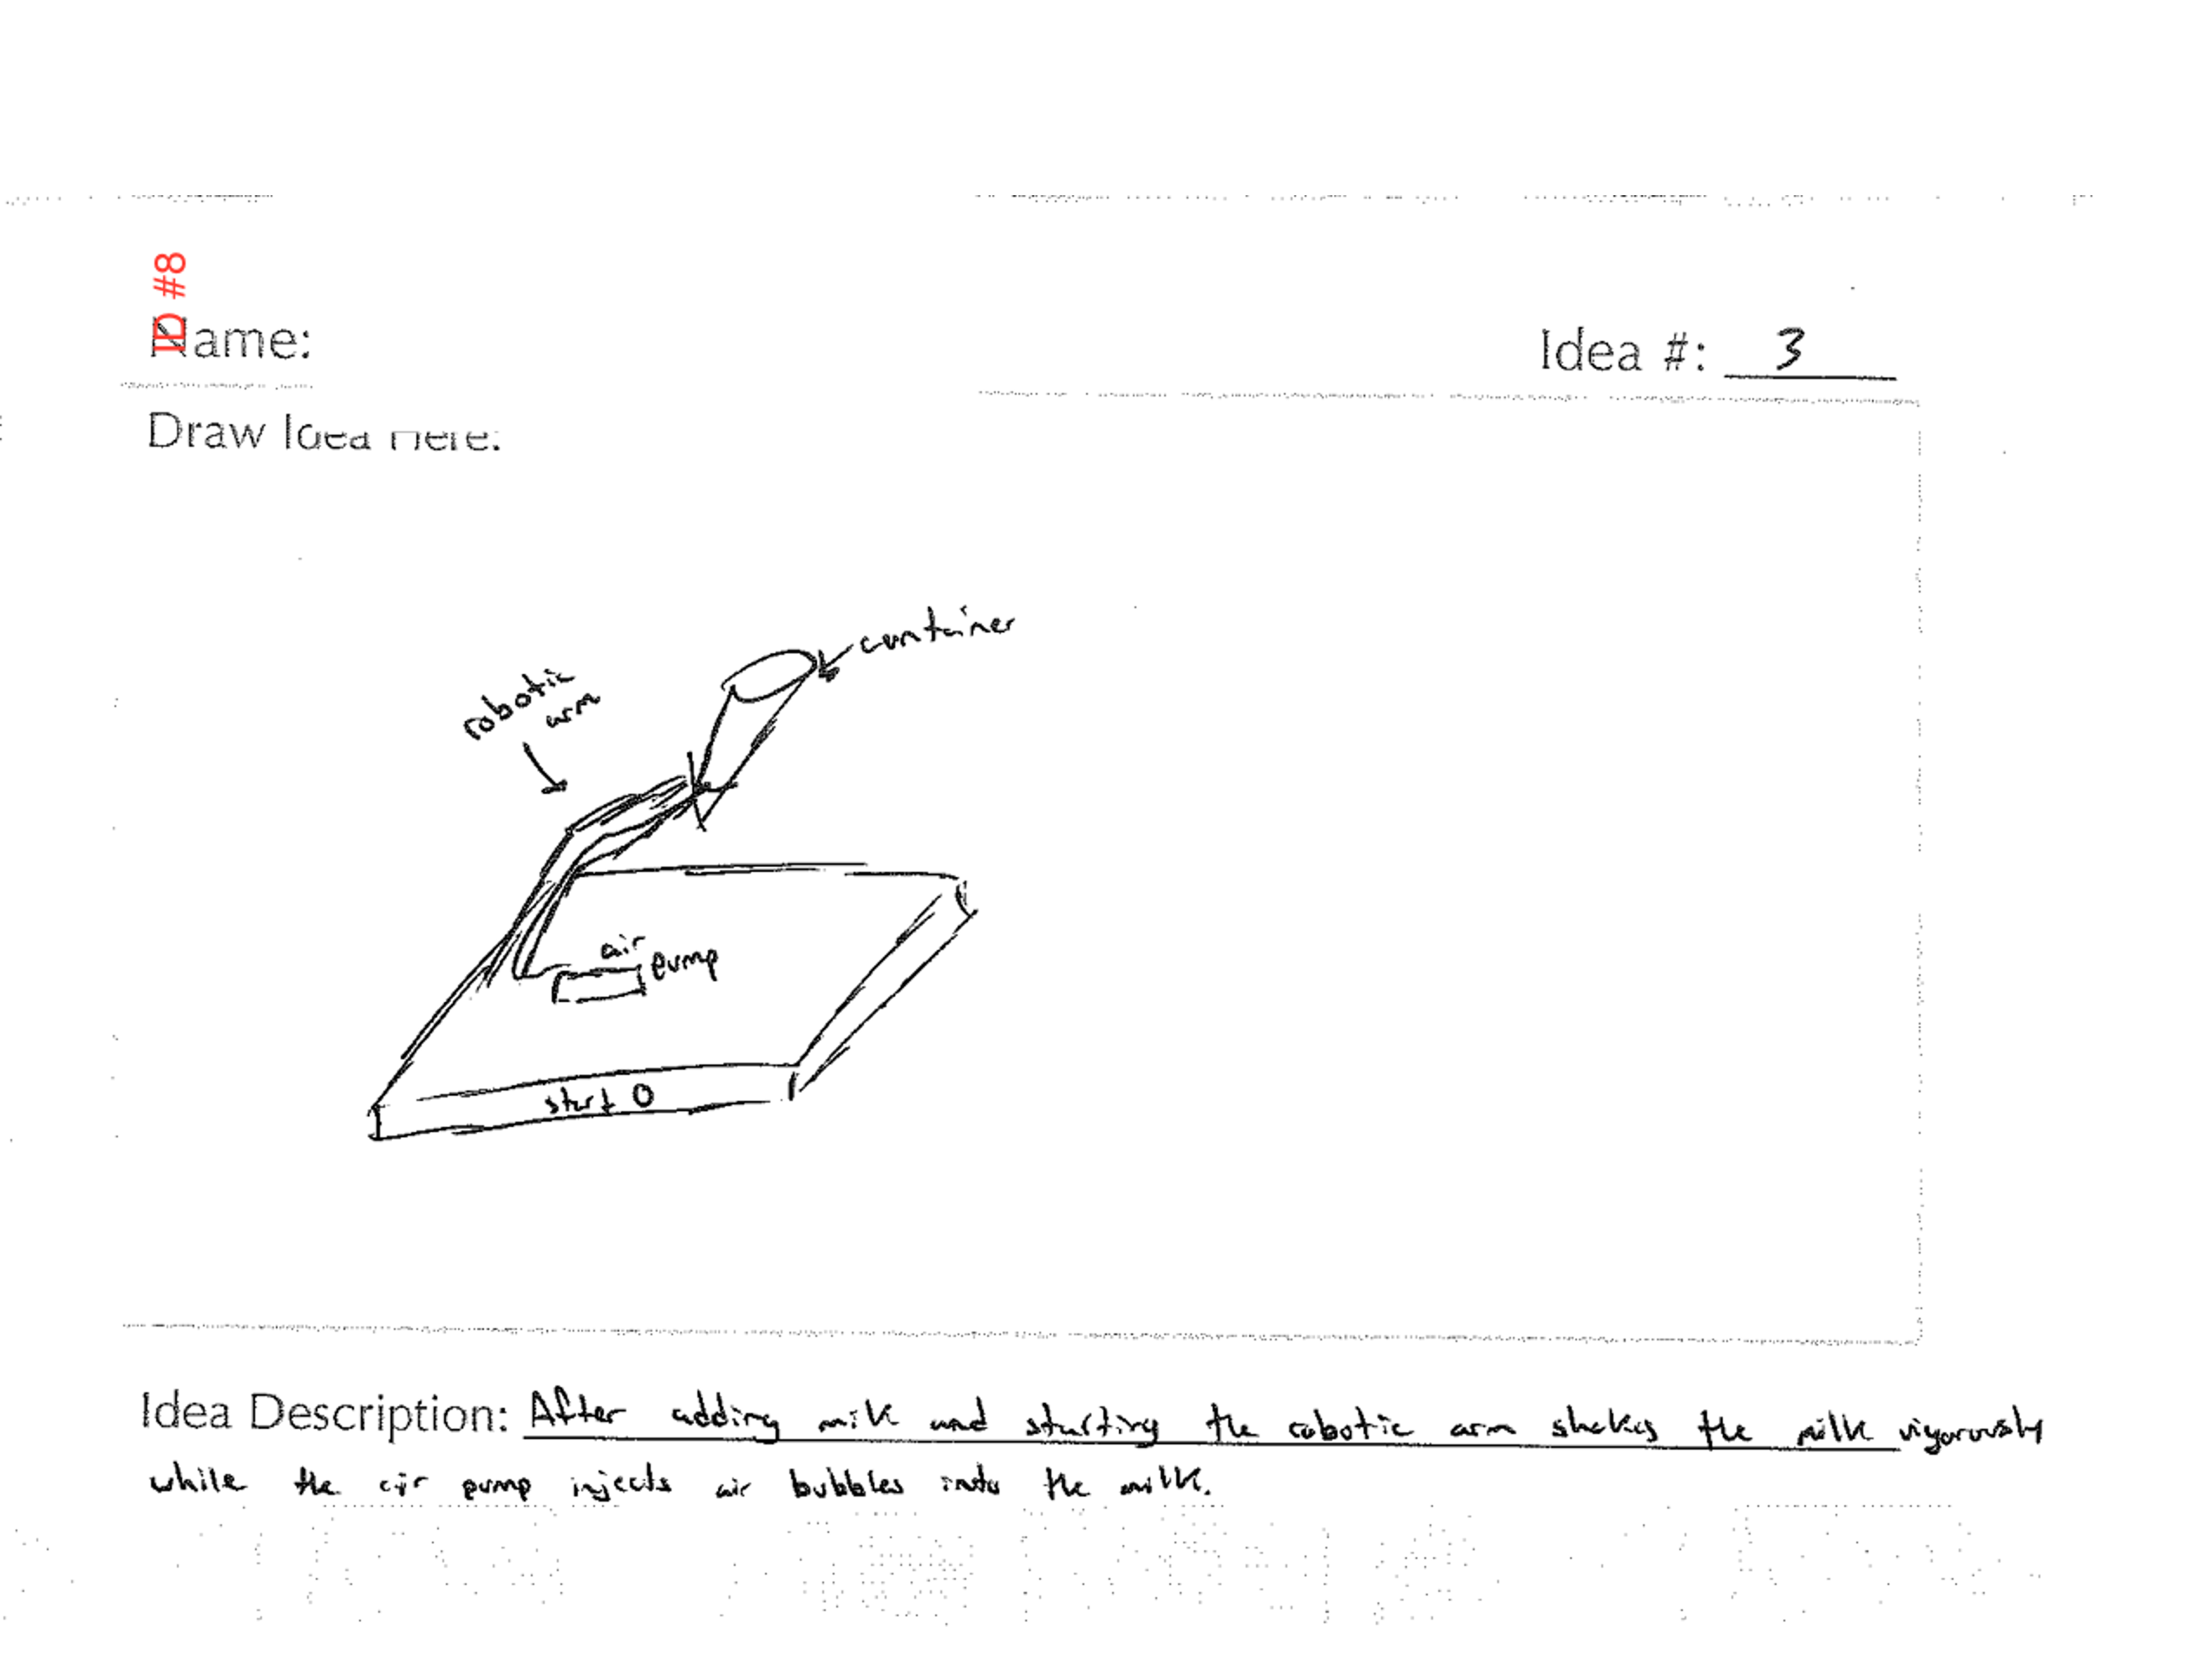 ID #8
Name:
Idea #: 3
Draw Idea Here:
container
robotic
arm
air
pump
start
Idea Description: After adding milk and starting the robotic arm shakes the milk vigorously
while the air pump injects air bubbles into the milk.